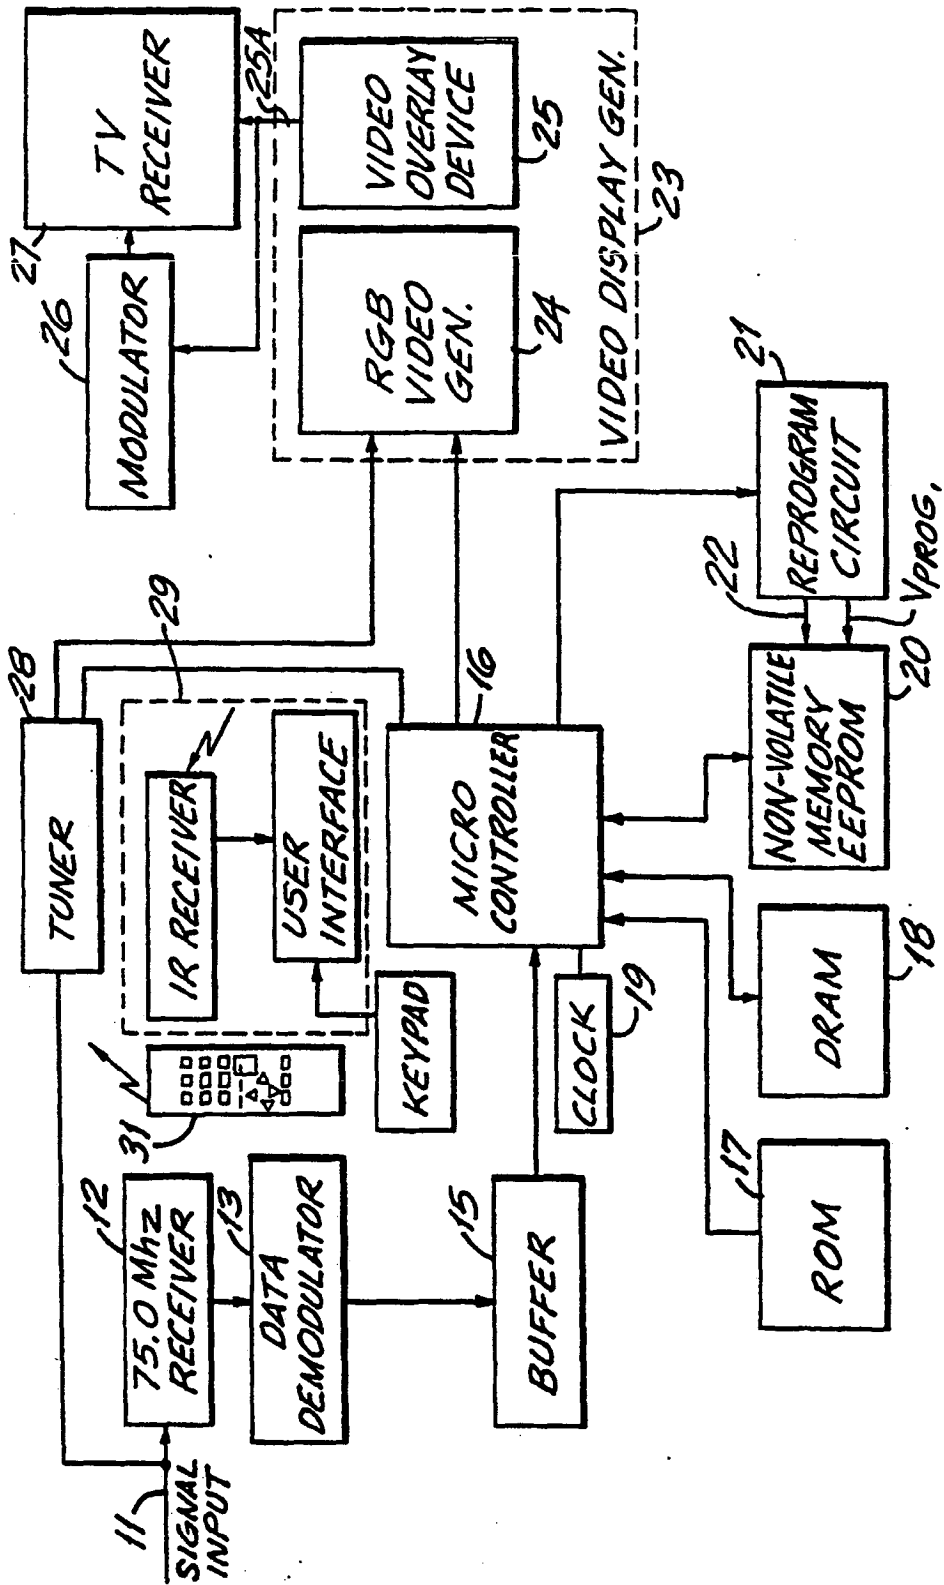 11
SIGNAL
INPUT
12
75.0 Mhz
RECEIVER
13
DATA
DEMODULATOR
15
BUFFER
31
KEYPAD
28
TUNER
29
IR RECEIVER
USER
INTERFACE
16
MICRO
CONTROLLER
CLOCK
19
17
ROM
DRAM
18
NON-VOLATILE
MEMORY
EEPROM
20
22
VPROG.
21
REPROGRAM
CIRCUIT
26
MODULATOR
27
TV
RECEIVER
25A
RGB
VIDEO
GEN.
24
VIDEO
OVERLAY
DEVICE
25
VIDEO DISPLAY GEN.
23